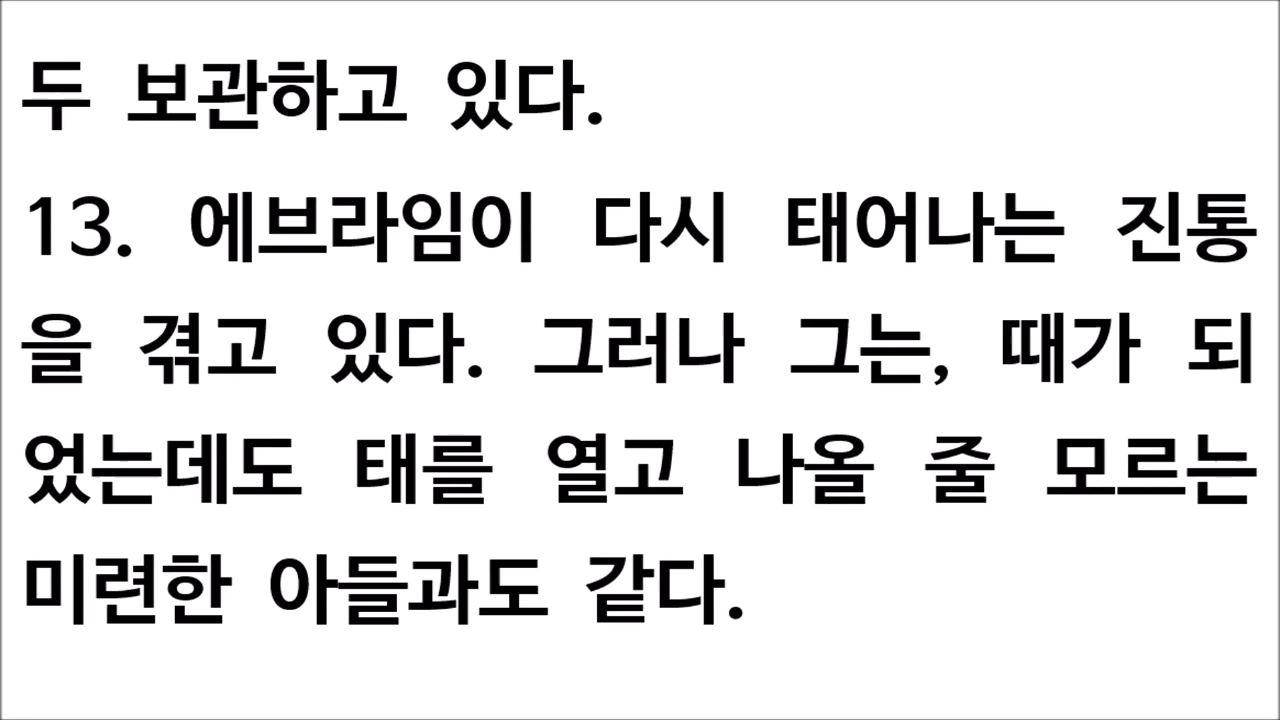 두 보관하고 있다.
13. 에브라임이 다시 태어나는 진통
을 겪고 있다. 그러나 그는, 때가 되
었는데도 태를 열고 나올 줄 모르는
미련한 아들과도 같다.